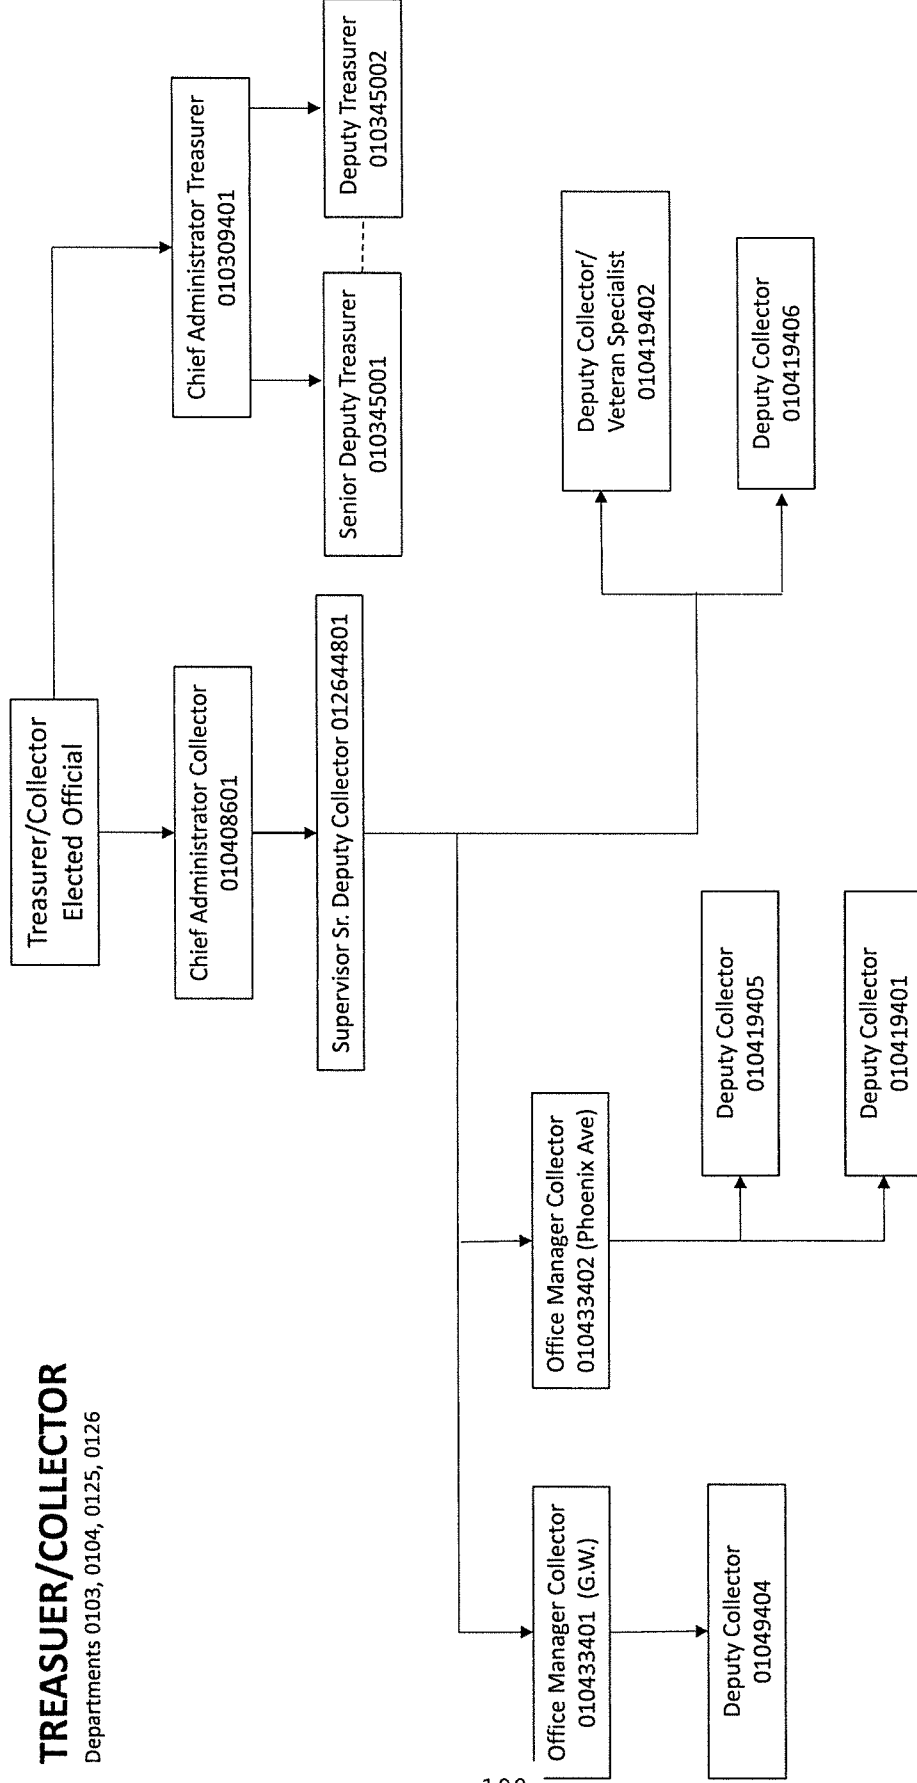 TREASUER/COLLECTOR
Departments 0103, 0104, 0125, 0126
Treasurer/Collector
Elected Official
Chief Administrator Collector
010408601
Chief Administrator Treasurer
010309401
Supervisor Sr. Deputy Collector 012644801
Senior Deputy Treasurer
010345001
Deputy Treasurer
010345002
Office Manager Collector
010433401 (G.W.)
Office Manager Collector
010433402 (Phoenix Ave)
Deputy Collector/
Veteran Specialist
010419402
Deputy Collector
01049404
Deputy Collector
010419405
Deputy Collector
010419406
Deputy Collector
010419401